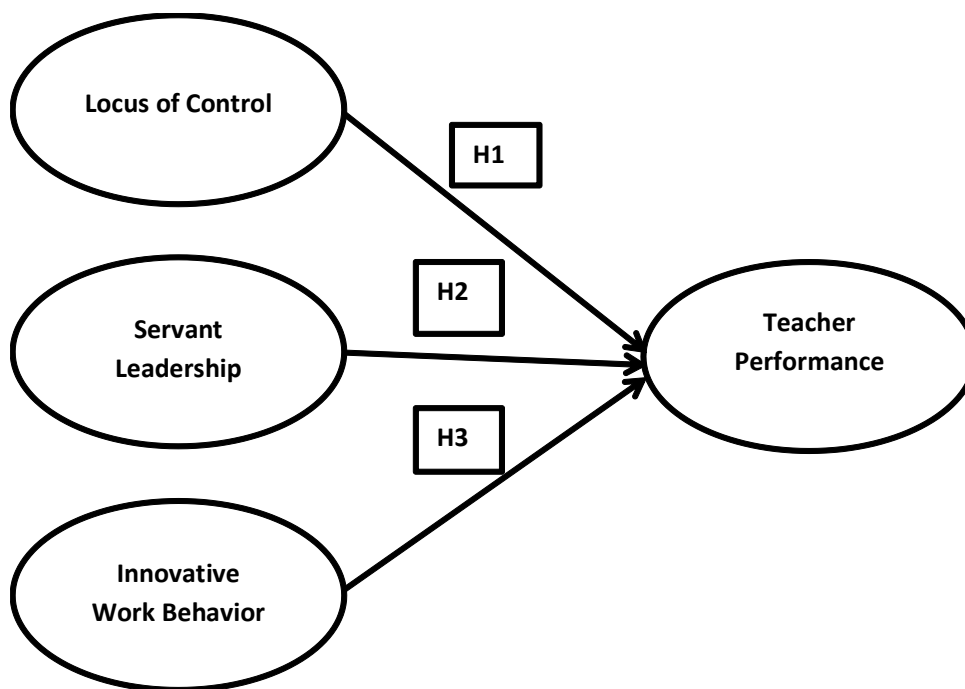 Locus of Control
H1
H2
Servant
Leadership
Teacher
Performance
H3
Innovative
Work Behavior